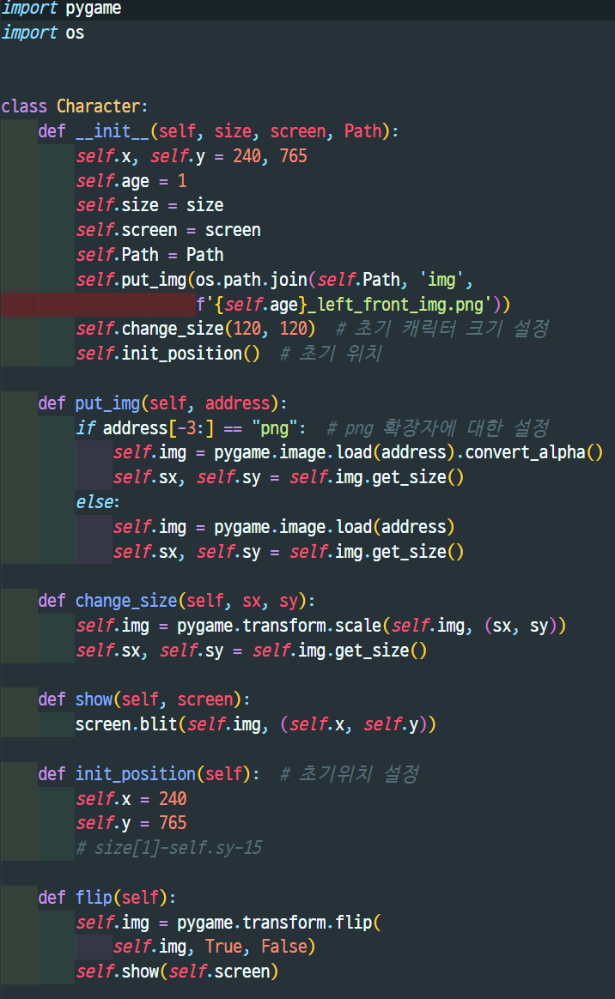 import pygame
import os
class Character:
    def __init__(self, size, screen, Path):
        self.x, self.y = 240, 765
        self.age = 1
        self.size = size
        self.screen = screen
        self.Path = Path
        self.put_img(os.path.join(self.Path, 'img',
                     f'{self.age}_left_front_img.png'))
        self.change_size(120, 120)  # 초기 캐릭터 크기 설정
        self.init_position()  # 초기 위치
    def put_img(self, address):
        if address[-3:] == "png":  # png 확장자에 대한 설정
            self.img = pygame.image.load(address).convert_alpha()
            self.sx, self.sy = self.img.get_size()
        else:
            self.img = pygame.image.load(address)
            self.sx, self.sy = self.img.get_size()
    def change_size(self, sx, sy):
        self.img = pygame.transform.scale(self.img, (sx, sy))
        self.sx, self.sy = self.img.get_size()
    def show(self, screen):
        screen.blit(self.img, (self.x, self.y))
    def init_position(self):  # 초기위치 설정
        self.x = 240
        self.y = 765
        # size[1]-self.sy-15
    def flip(self):
        self.img = pygame.transform.flip(
            self.img, True, False)
        self.show(self.screen)